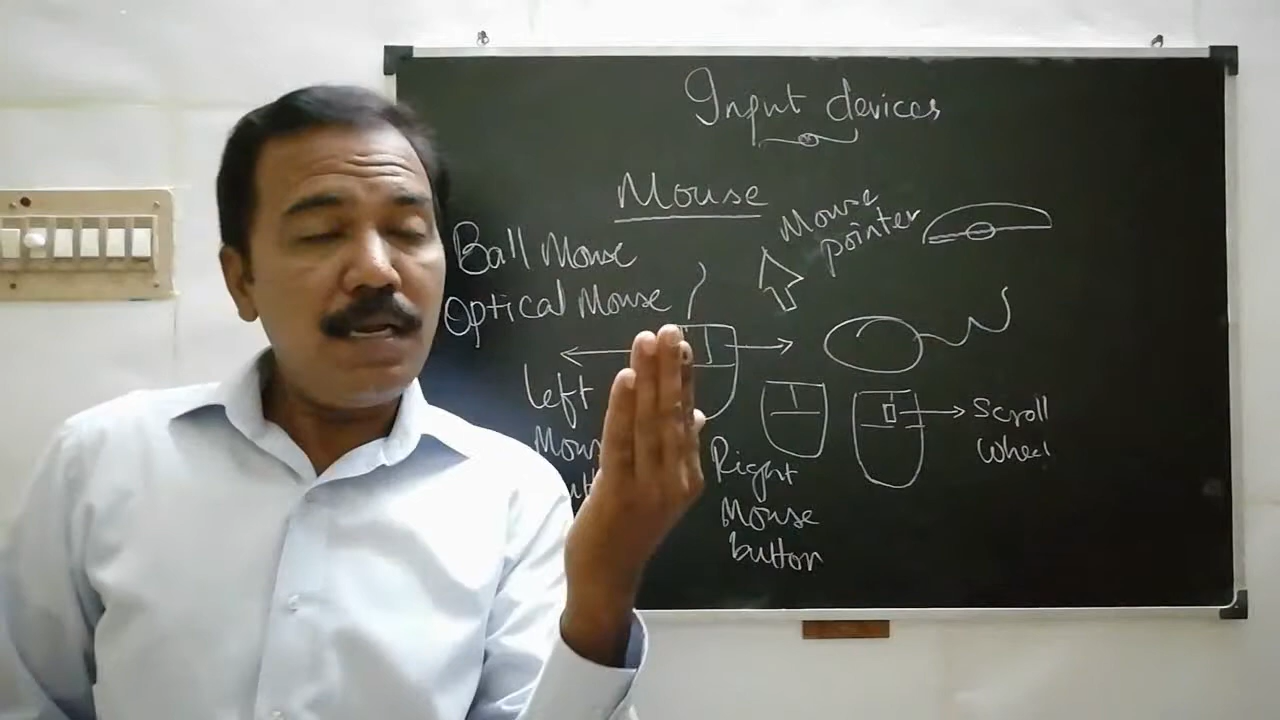 Input devices
Mouse
Mouse
pointer
Ball Mouse
Optical Mouse
Left
Right
Mouse
button
Scroll
Wheel